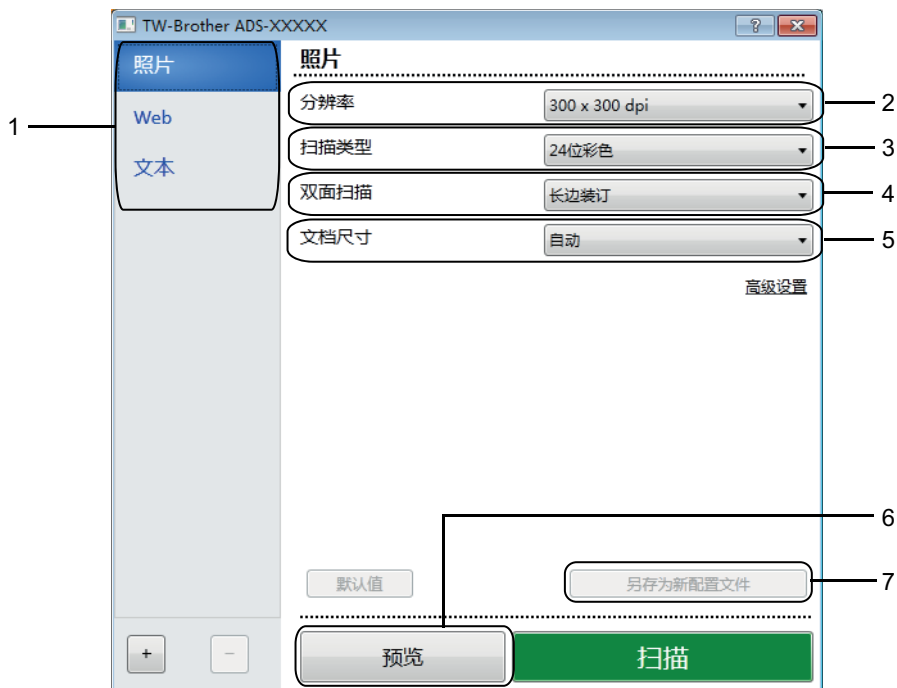 TW-Brother ADS-XXXXX
?
照片
Web
文本
照片
分辨率 300 x 300 dpi
扫描类型 24位彩色
双面扫描 长边装订
文档尺寸 自动
高级设置
默认值 另存为新配置文件
+ -
预览 扫描
1
2
3
4
5
6
7